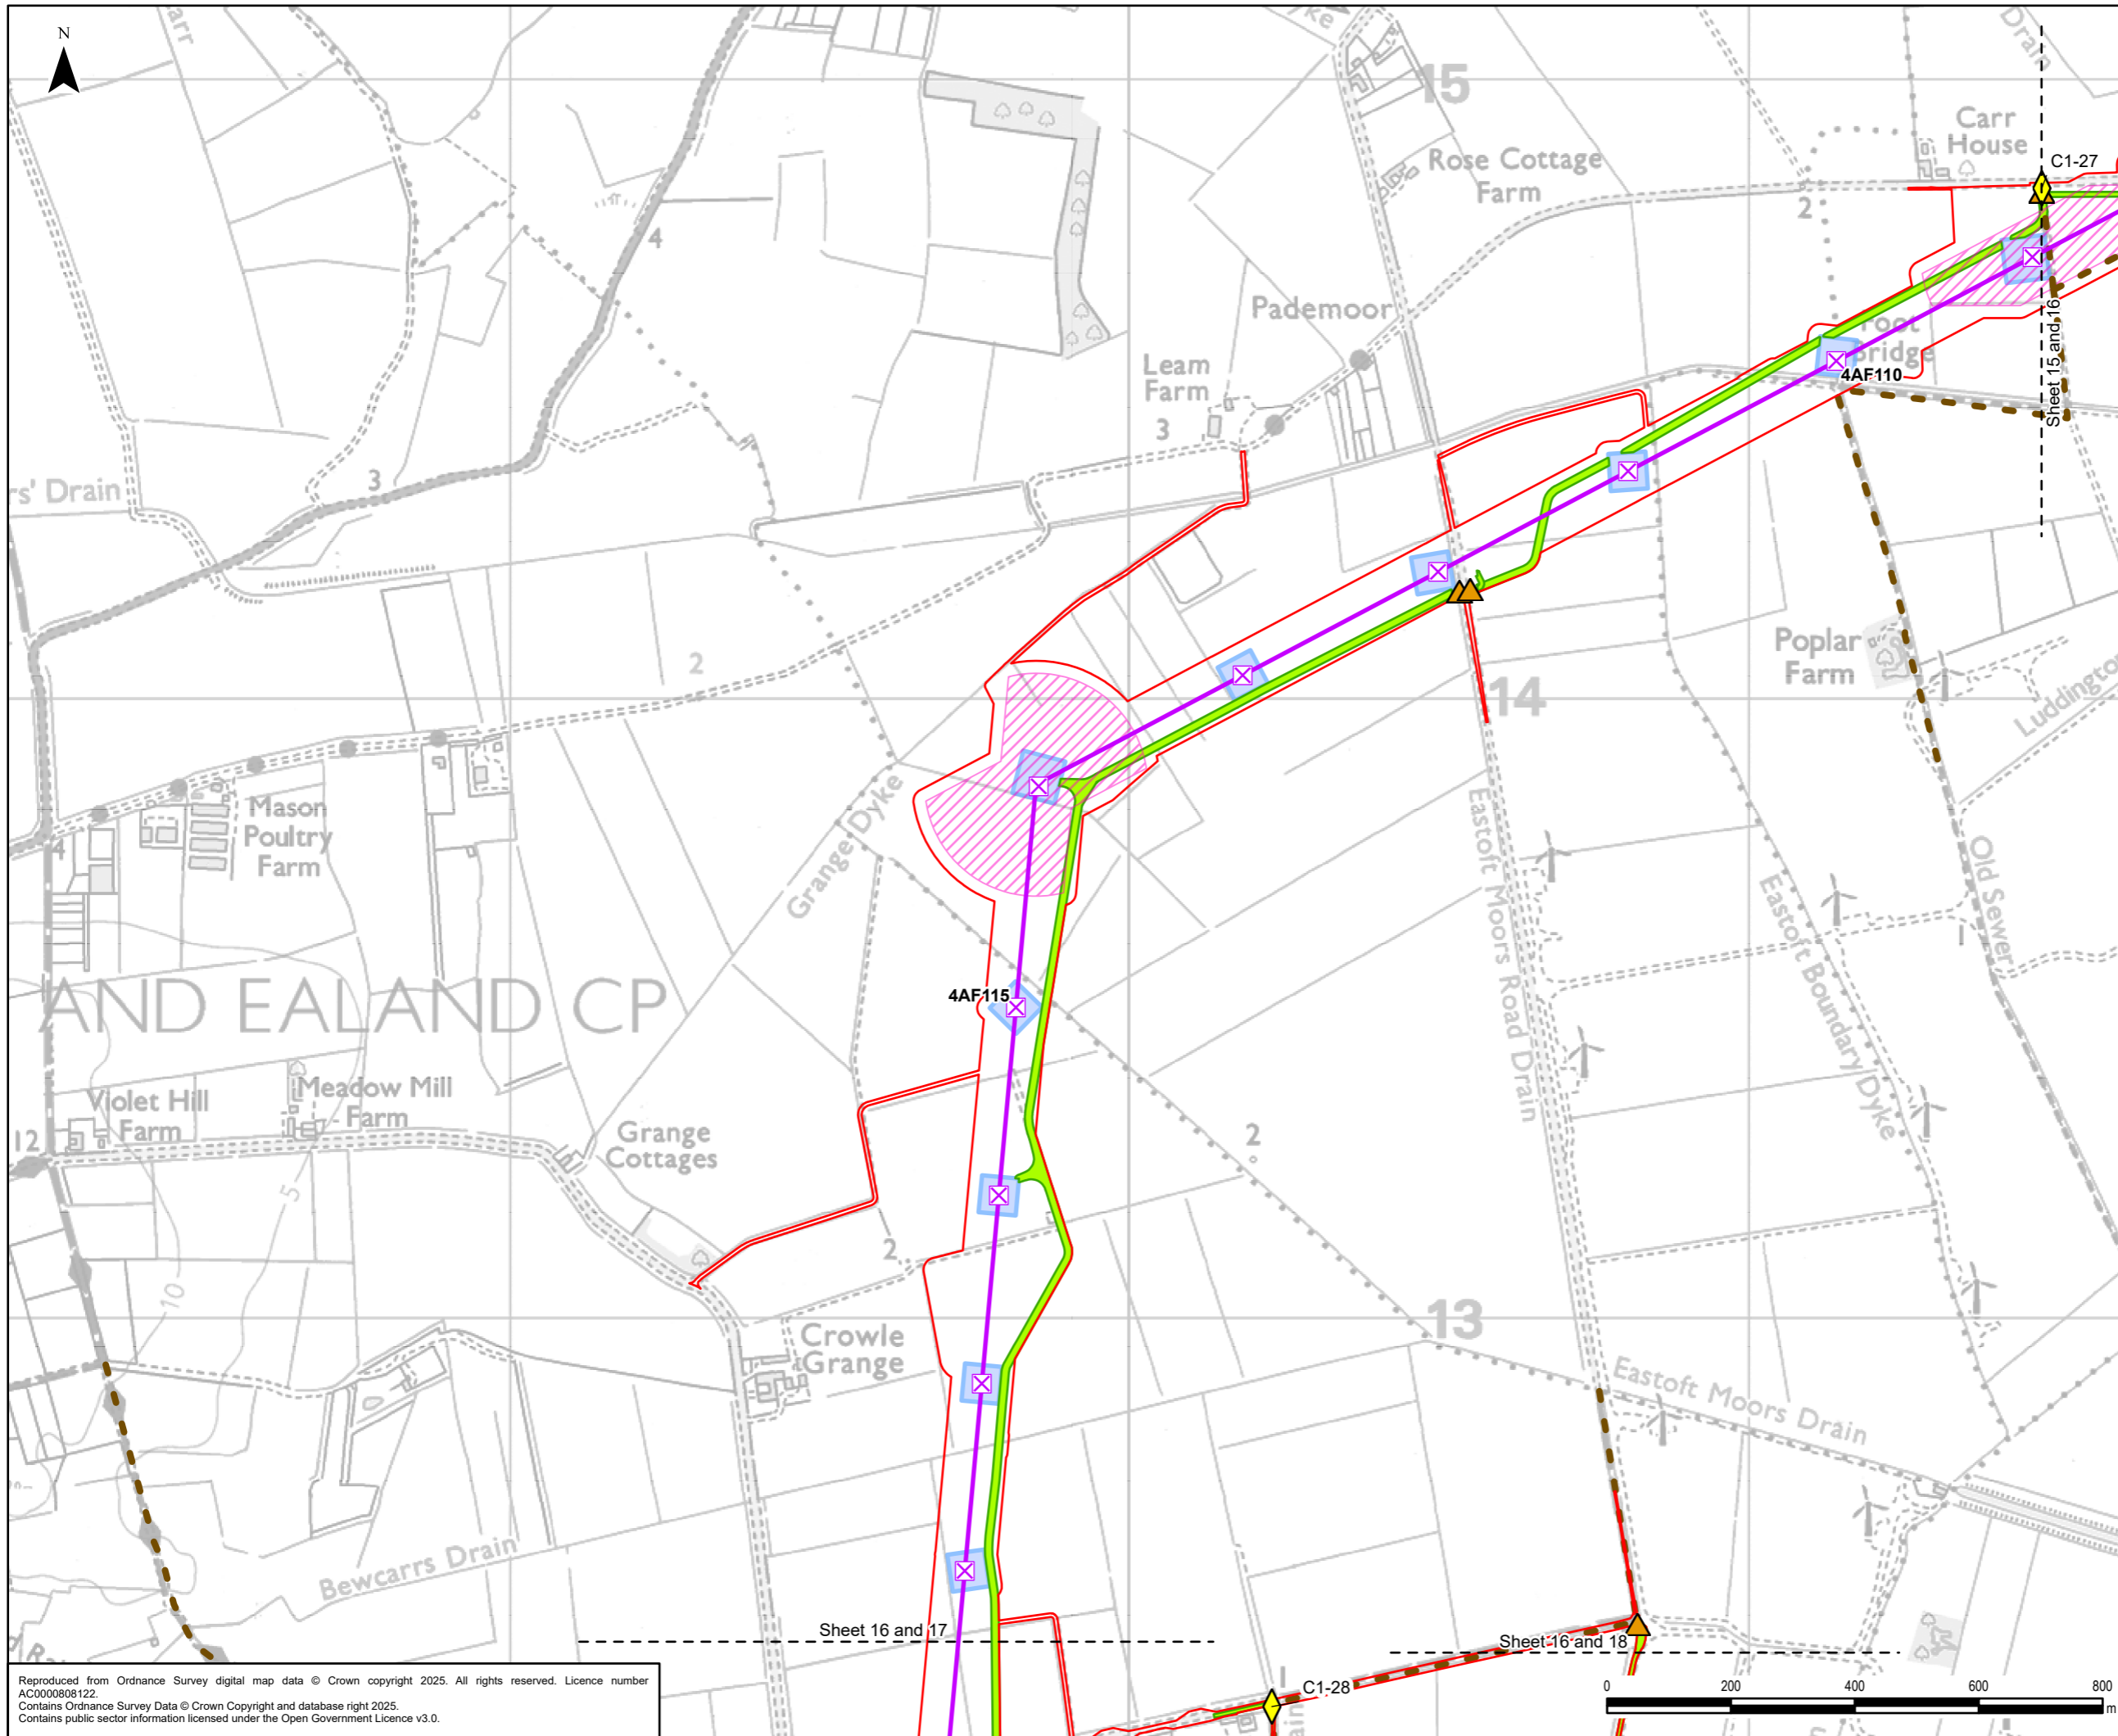 N
Carr
Dyke
Drain
15
Carr
House
C1-27
Rose Cottage
Farm
2
4
Pademoor
Sheet 15 and 16
Foot
Bridge
Leam
Farm
4AF110
3
3
rs' Drain
Poplar
Farm
2
14
Luddington
Mason
Poultry
Farm
4
Grange Dyke
Eastoft Moors Road Drain
Eastoft Boundary Dyke
Old Sewer
4AF115
AND EALAND CP
Violet Hill
Farm
Meadow Mill
Farm
12
Grange
Cottages
2
5
2
10
13
Crowle
Grange
Eastoft Moors Drain
Bewcarrs Drain
Sheet 16 and 17
Sheet 16 and 18
1
C1-28
0 200 400 600 800
m
Reproduced from Ordnance Survey digital map data © Crown copyright 2025. All rights reserved. Licence number
AC0000808122.
Contains Ordnance Survey Data © Crown Copyright and database right 2025.
Contains public sector information licensed under the Open Government Licence v3.0.